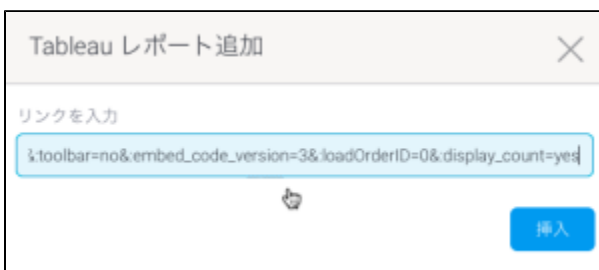 Tableau レポート追加
リンクを入力
&:toolbar=no&:embed_code_version=3&:loadOrderID=0&:display_count=yes
挿入